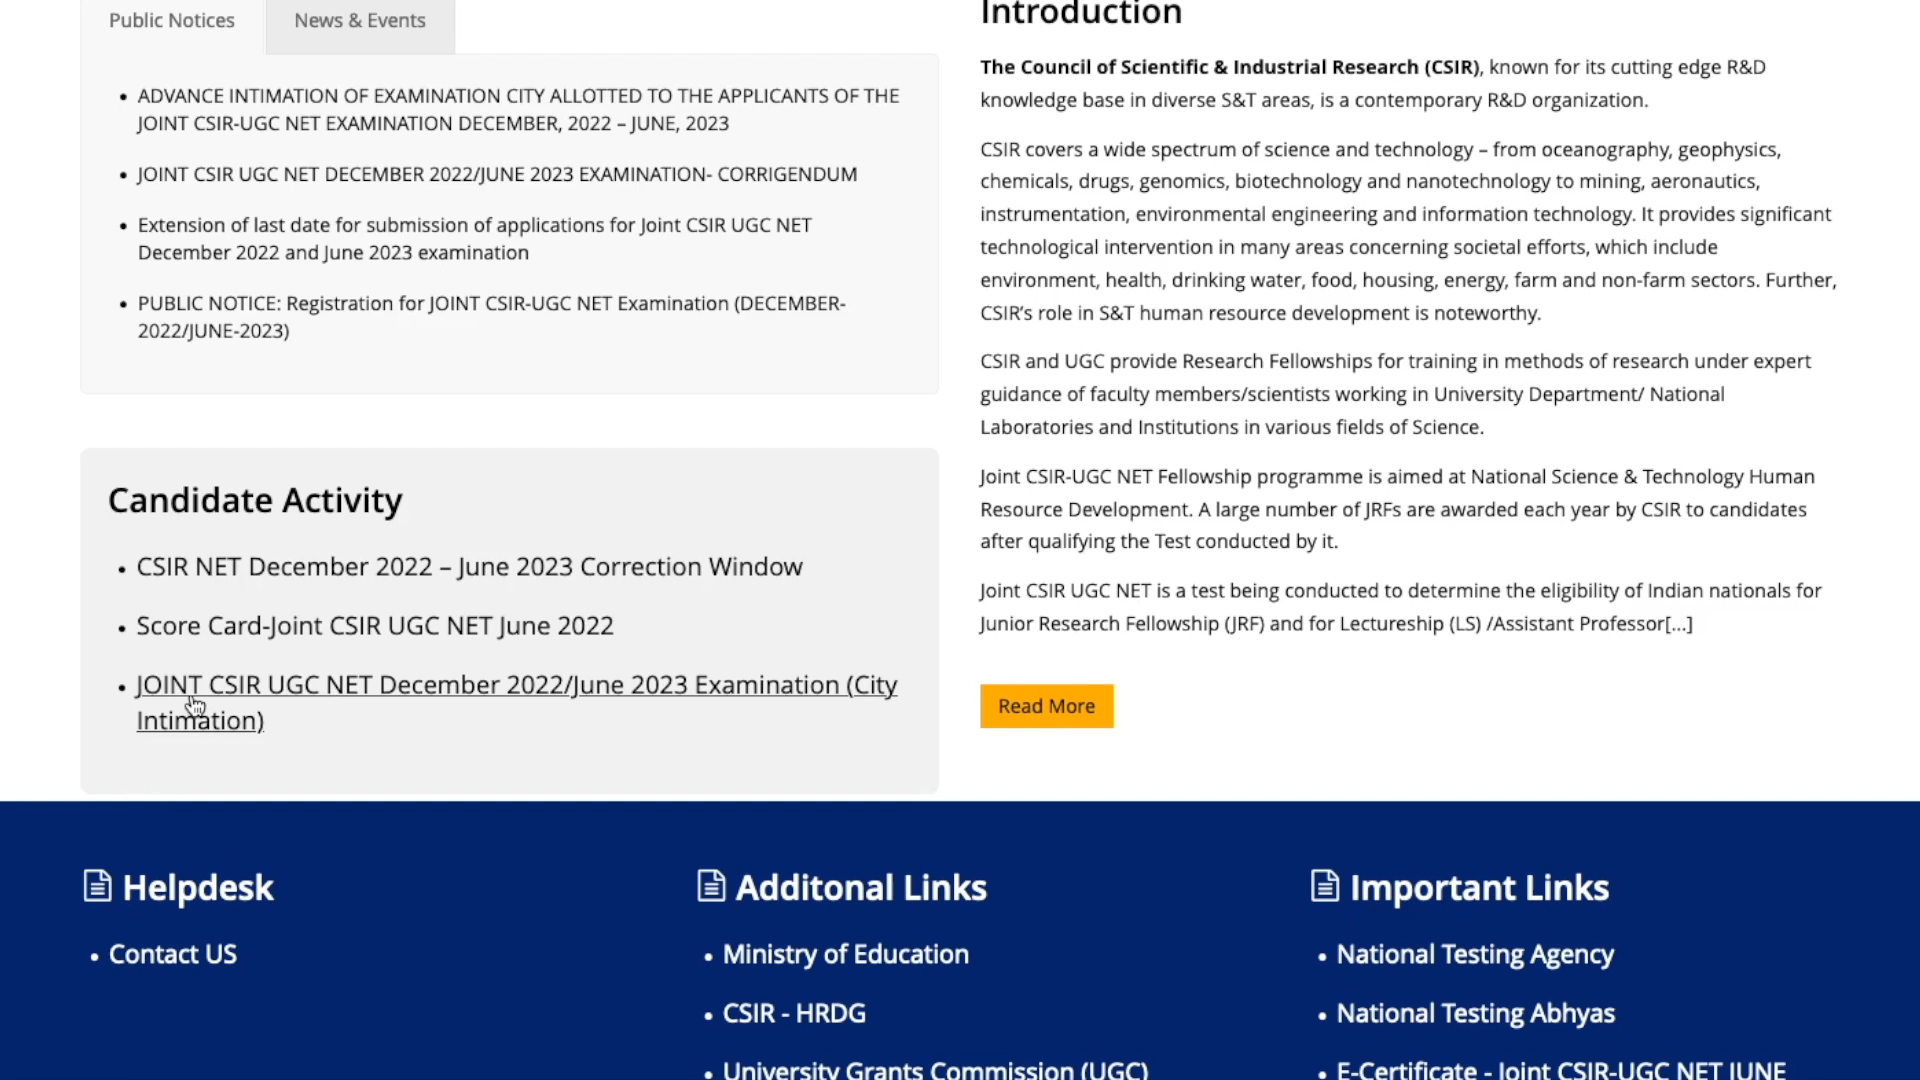 Public Notices
News & Events
ADVANCE INTIMATION OF EXAMINATION CITY ALLOTTED TO THE APPLICANTS OF THE
JOINT CSIR-UGC NET EXAMINATION DECEMBER, 2022 – JUNE, 2023
JOINT CSIR UGC NET DECEMBER 2022/JUNE 2023 EXAMINATION- CORRIGENDUM
Extension of last date for submission of applications for Joint CSIR UGC NET
December 2022 and June 2023 examination
PUBLIC NOTICE: Registration for JOINT CSIR-UGC NET Examination (DECEMBER-
2022/JUNE-2023)
Candidate Activity
CSIR NET December 2022 – June 2023 Correction Window
Score Card-Joint CSIR UGC NET June 2022
JOINT CSIR UGC NET December 2022/June 2023 Examination (City
Intimation)
Introduction
The Council of Scientific & Industrial Research (CSIR), known for its cutting edge R&D
knowledge base in diverse S&T areas, is a contemporary R&D organization.
CSIR covers a wide spectrum of science and technology – from oceanography, geophysics,
chemicals, drugs, genomics, biotechnology and nanotechnology to mining, aeronautics,
instrumentation, environmental engineering and information technology. It provides significant
technological intervention in many areas concerning societal efforts, which include
environment, health, drinking water, food, housing, energy, farm and non-farm sectors. Further,
CSIR’s role in S&T human resource development is noteworthy.
CSIR and UGC provide Research Fellowships for training in methods of research under expert
guidance of faculty members/scientists working in University Department/ National
Laboratories and Institutions in various fields of Science.
Joint CSIR-UGC NET Fellowship programme is aimed at National Science & Technology Human
Resource Development. A large number of JRFs are awarded each year by CSIR to candidates
after qualifying the Test conducted by it.
Joint CSIR UGC NET is a test being conducted to determine the eligibility of Indian nationals for
Junior Research Fellowship (JRF) and for Lectureship (LS) /Assistant Professor[...]
Read More
Helpdesk
Contact US
Additonal Links
Ministry of Education
CSIR - HRDG
University Grants Commission (UGC)
Important Links
National Testing Agency
National Testing Abhyas
E-Certificate - Joint CSIR-UGC NET JUNE